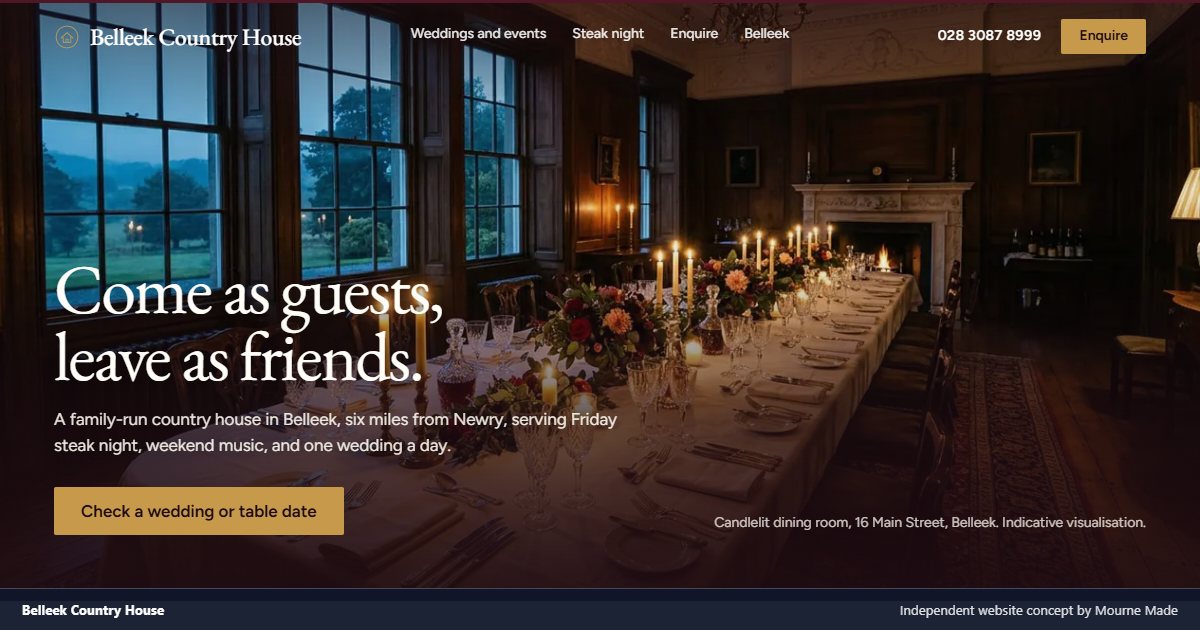 Belleek Country House
Weddings and events
Steak night
Enquire
Belleek
028 3087 8999
Enquire
Come as guests,
leave as friends.
A family-run country house in Belleek, six miles from Newry, serving Friday
steak night, weekend music, and one wedding a day.
Check a wedding or table date
Candlelit dining room, 16 Main Street, Belleek. Indicative visualisation.
Belleek Country House
Independent website concept by Mourne Made